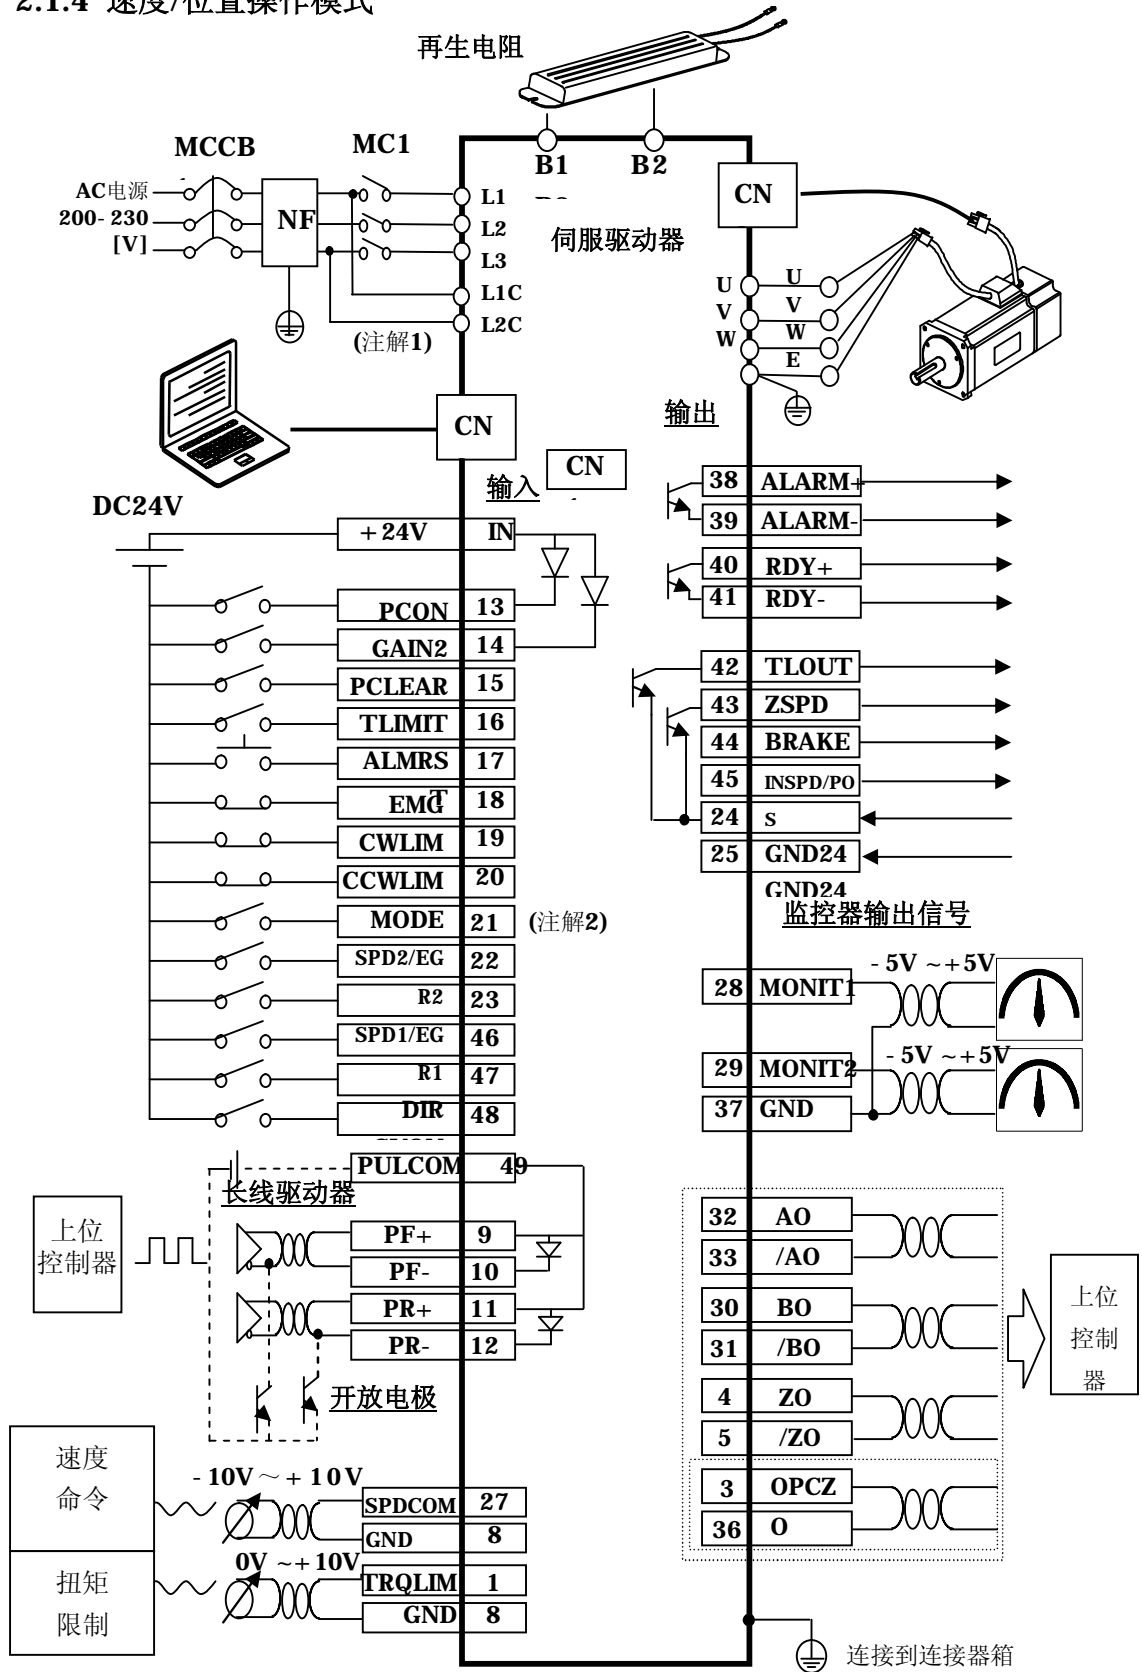 2.1.4 速度/位置操作模式
再生电阻
MCCB
MC1
B1
B2
AC电源
200- 230
[V]
NF
L1
L2
L3
L1C
L2C
(注解1)
伺服驱动器
CN
U
V
W
U
V
W
E
CN
输出
输入
CN
DC24V
+24V IN
PCON 13
GAIN2 14
PCLEAR 15
TLIMIT 16
ALMRS 17
T
EMG 18
CWLIM 19
CCWLIM 20
MODE 21 (注解2)
SPD2/EG 22
R2 23
SPD1/EG 46
R1 47
DIR 48
PULCOM 49
长线驱动器
上位
控制器
PF+ 9
PF- 10
PR+ 11
PR- 12
开放电极
速度
命令
- 10V ～ + 10V
SPDCOM 27
GND 8
扭矩
限制
0V ~+ 10V
TRQLIM 1
GND 8
38 ALARM+
39 ALARM-
40 RDY+
41 RDY-
42 TLOUT
43 ZSPD
44 BRAKE
45 INSPD/PO
24 S
25 GND24
GND24
监控器输出信号
28 MONIT1
- 5V ~+5V
29 MONIT2
- 5V ~+5V
37 GND
32 AO
33 /AO
30 BO
31 /BO
4 ZO
5 /ZO
3 OPCZ
36 O
上位
控制
器
连接到连接器箱